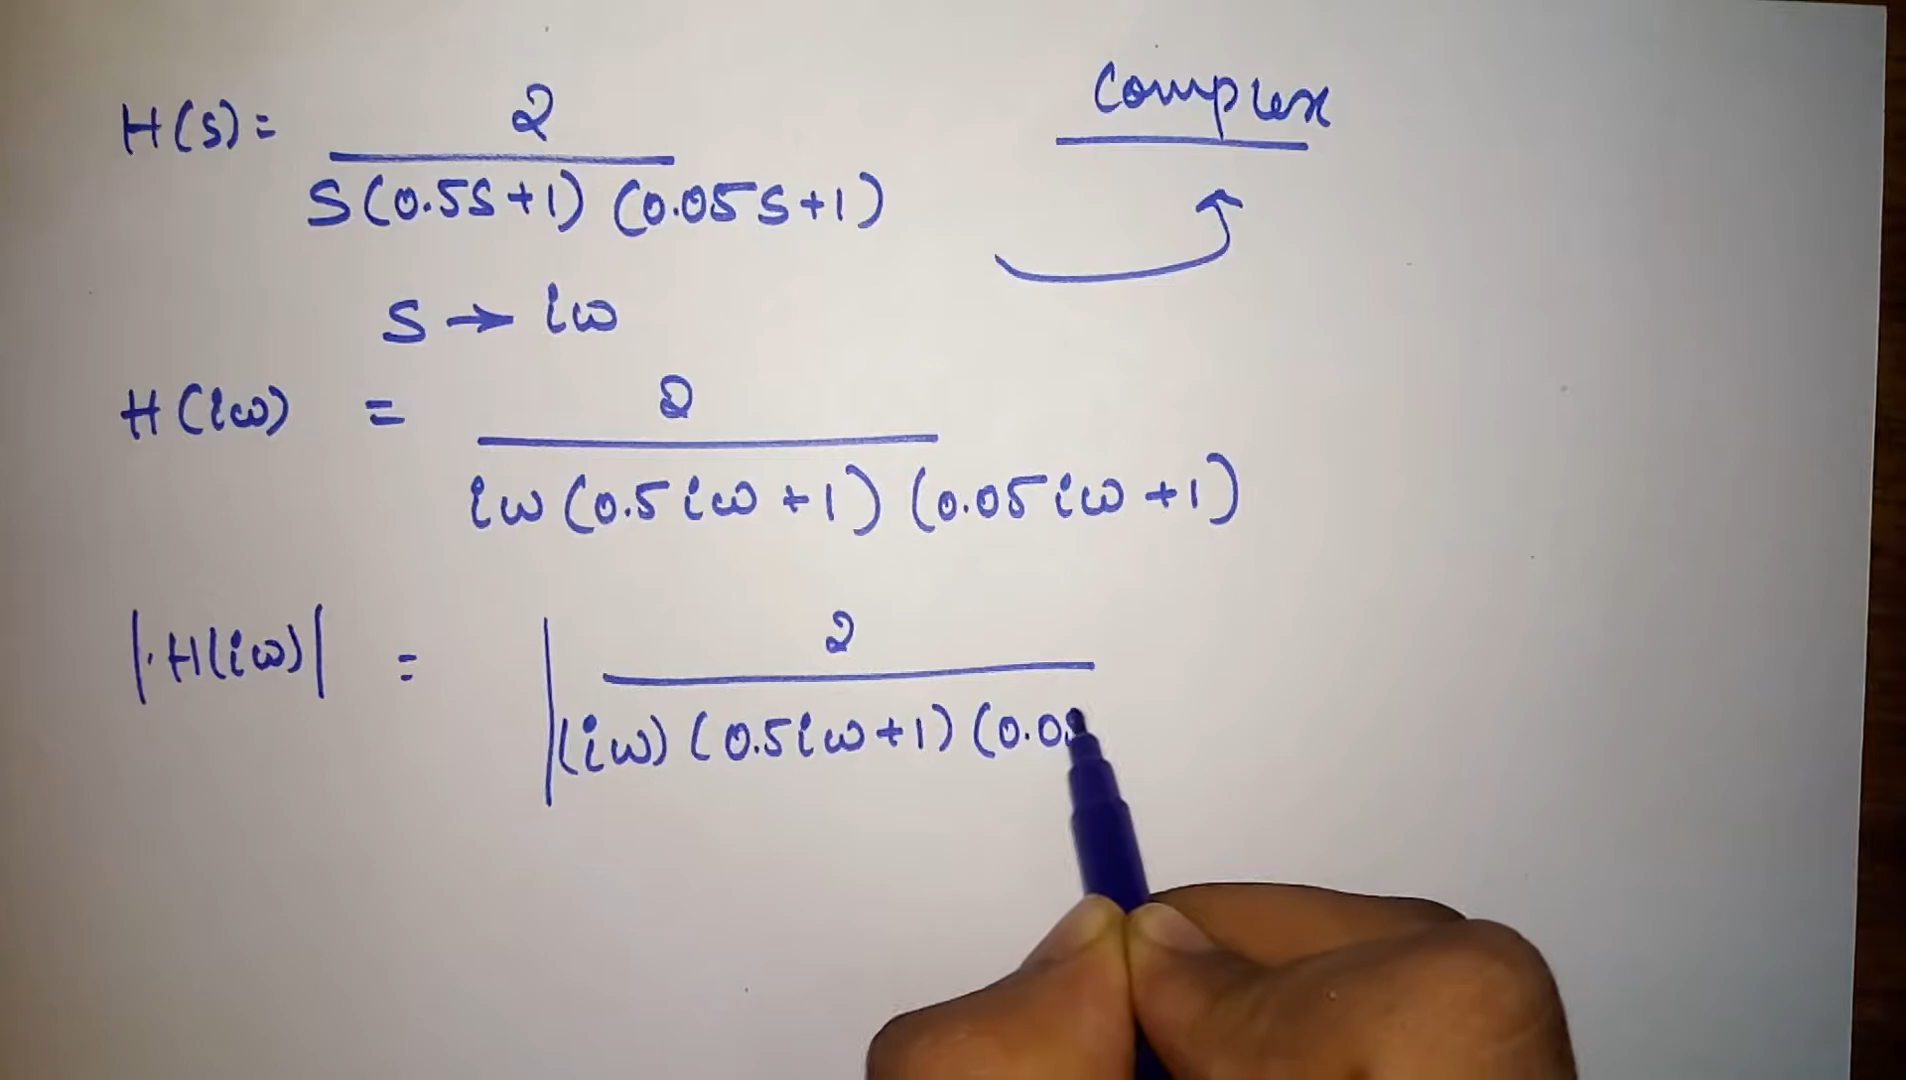 H(s) = 2 / s(0.5s+1)(0.05s+1)
Complex
s → iω
H(iω) = 2 / iω(0.5iω+1)(0.05iω+1)
|H(iω)| = | 2 / (iω)(0.5iω+1)(0.0